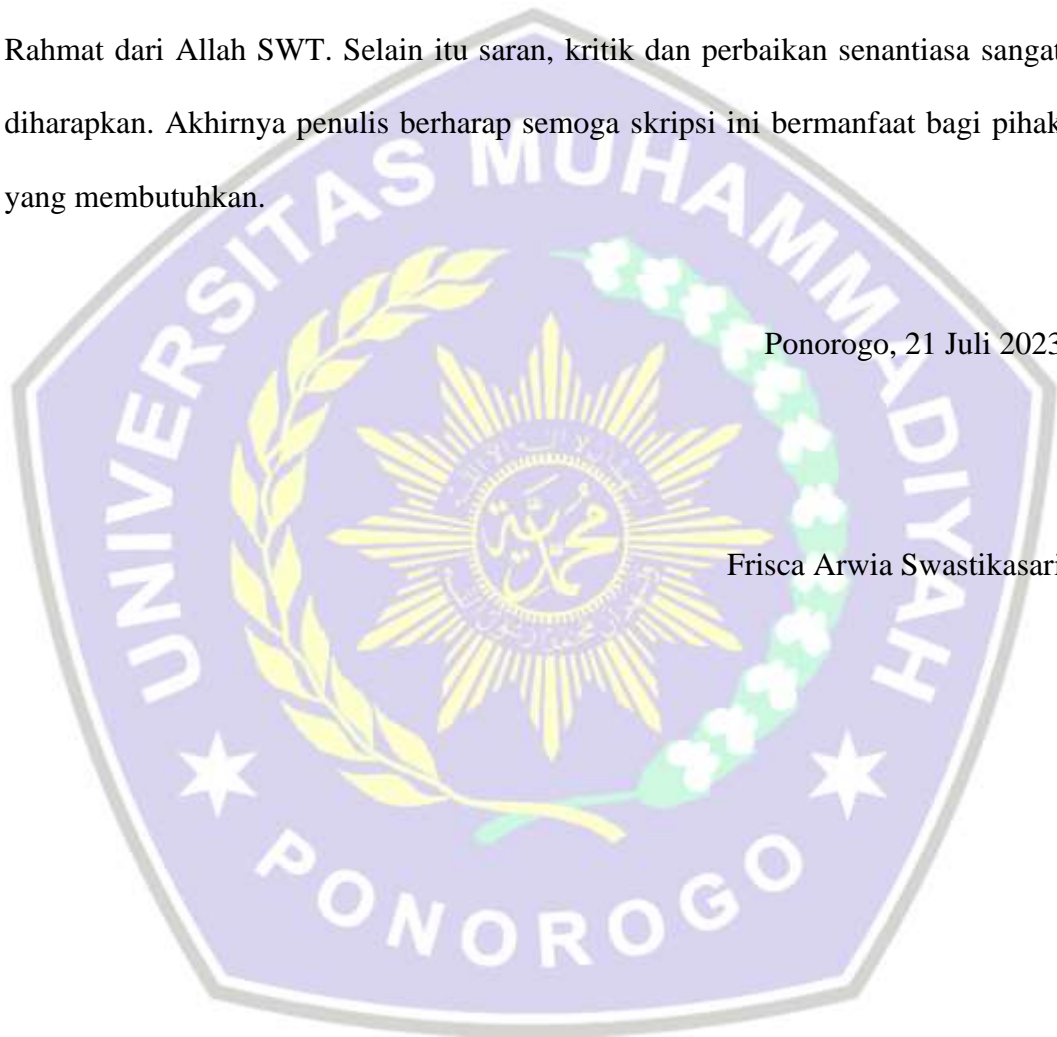 Rahmat dari Allah SWT. Selain itu saran, kritik dan perbaikan senantiasa sangat
diharapkan. Akhirnya penulis berharap semoga skripsi ini bermanfaat bagi pihak
yang membutuhkan.
UNIVERSITAS MUHAMMADIYAH
Ponorogo, 21 Juli 2023
محمدية
Frisca Arwia Swastikasari
PONOROGO